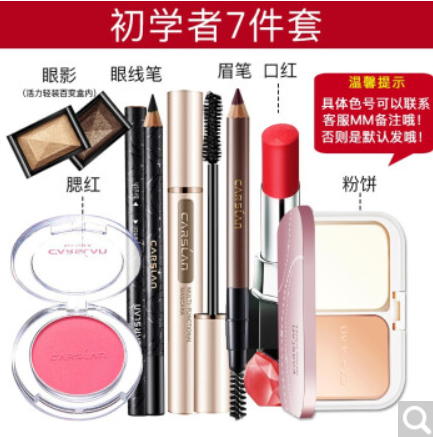 初学者7件套
眼影
(活力轻装百变盒内)
眼线笔
眉笔
口红
温馨提示
具体色号可以联系
客服MM备注哦!
否则是默认发哦!
腮红
粉饼
CARSLAN
CARSLAN
CARSLAN
CARSLAN
CARSLAN